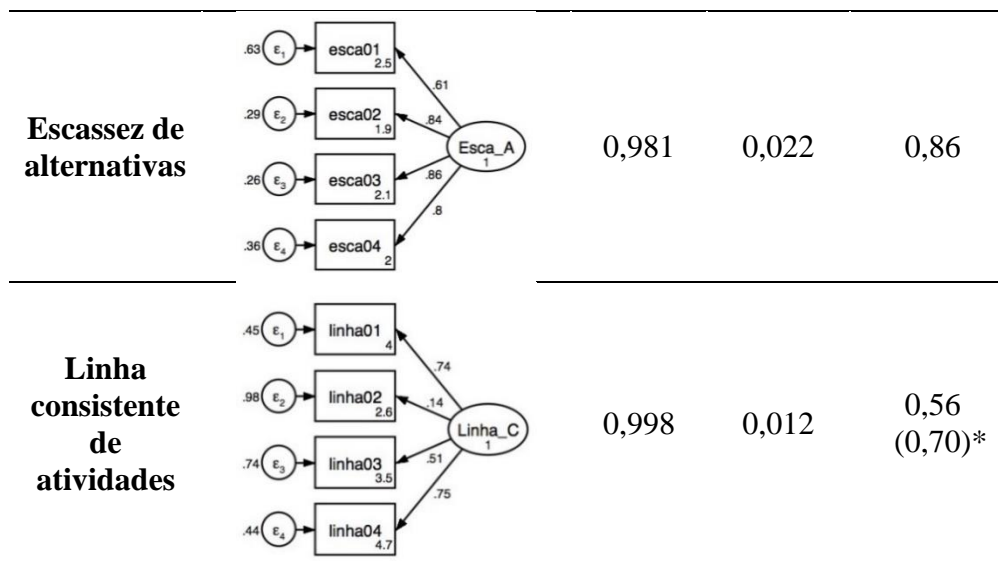 .63 ε1 esca01 2.5
.61
.29 ε2 esca02 1.9
.84
Escassez de
alternativas
Esca_A
1
0,981 0,022 0,86
.26 ε3 esca03 2.1
.86
.8
.36 ε4 esca04 2
.45 ε1 linha01 4
.74
Linha
consistente
de
atividades
.98 ε2 linha02 2.6
.14
Linha_C
1
0,998 0,012 0,56
(0,70)*
.74 ε3 linha03 3.5
.51
.75
.44 ε4 linha04 4.7